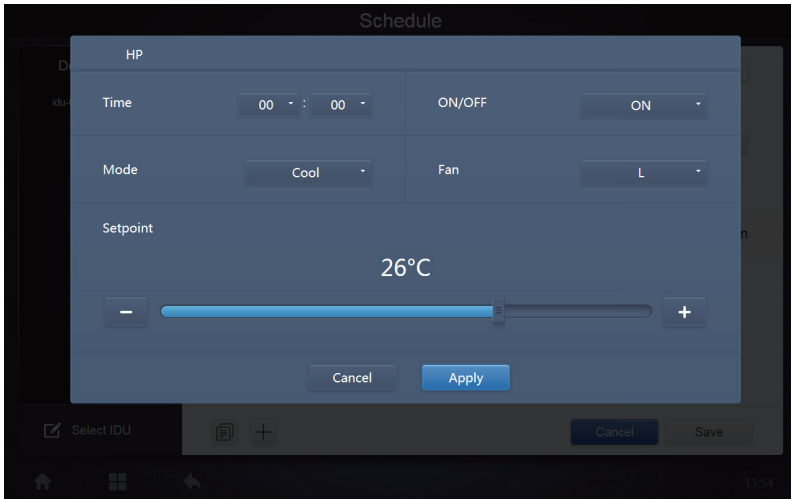 Schedule
HP
Time
00 : 00
ON/OFF
ON
Mode
Cool
Fan
L
Setpoint
26°C
Cancel
Apply
idu-
Select IDU
Cancel
Save
13:54